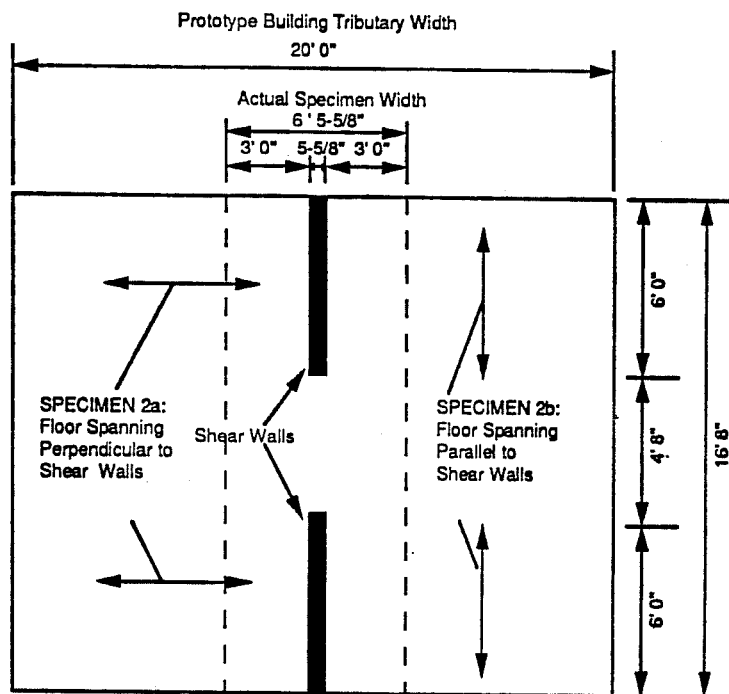 Prototype Building Tributary Width
20' 0"
Actual Specimen Width
6 ' 5-5/8"
3' 0" 5-5/8" 3' 0"
6' 0"
SPECIMEN 2a:
Floor Spanning
Perpendicular to
Shear Walls
Shear Walls
SPECIMEN 2b:
Floor Spanning
Parallel to
Shear Walls
4' 8"
16' 8"
6' 0"